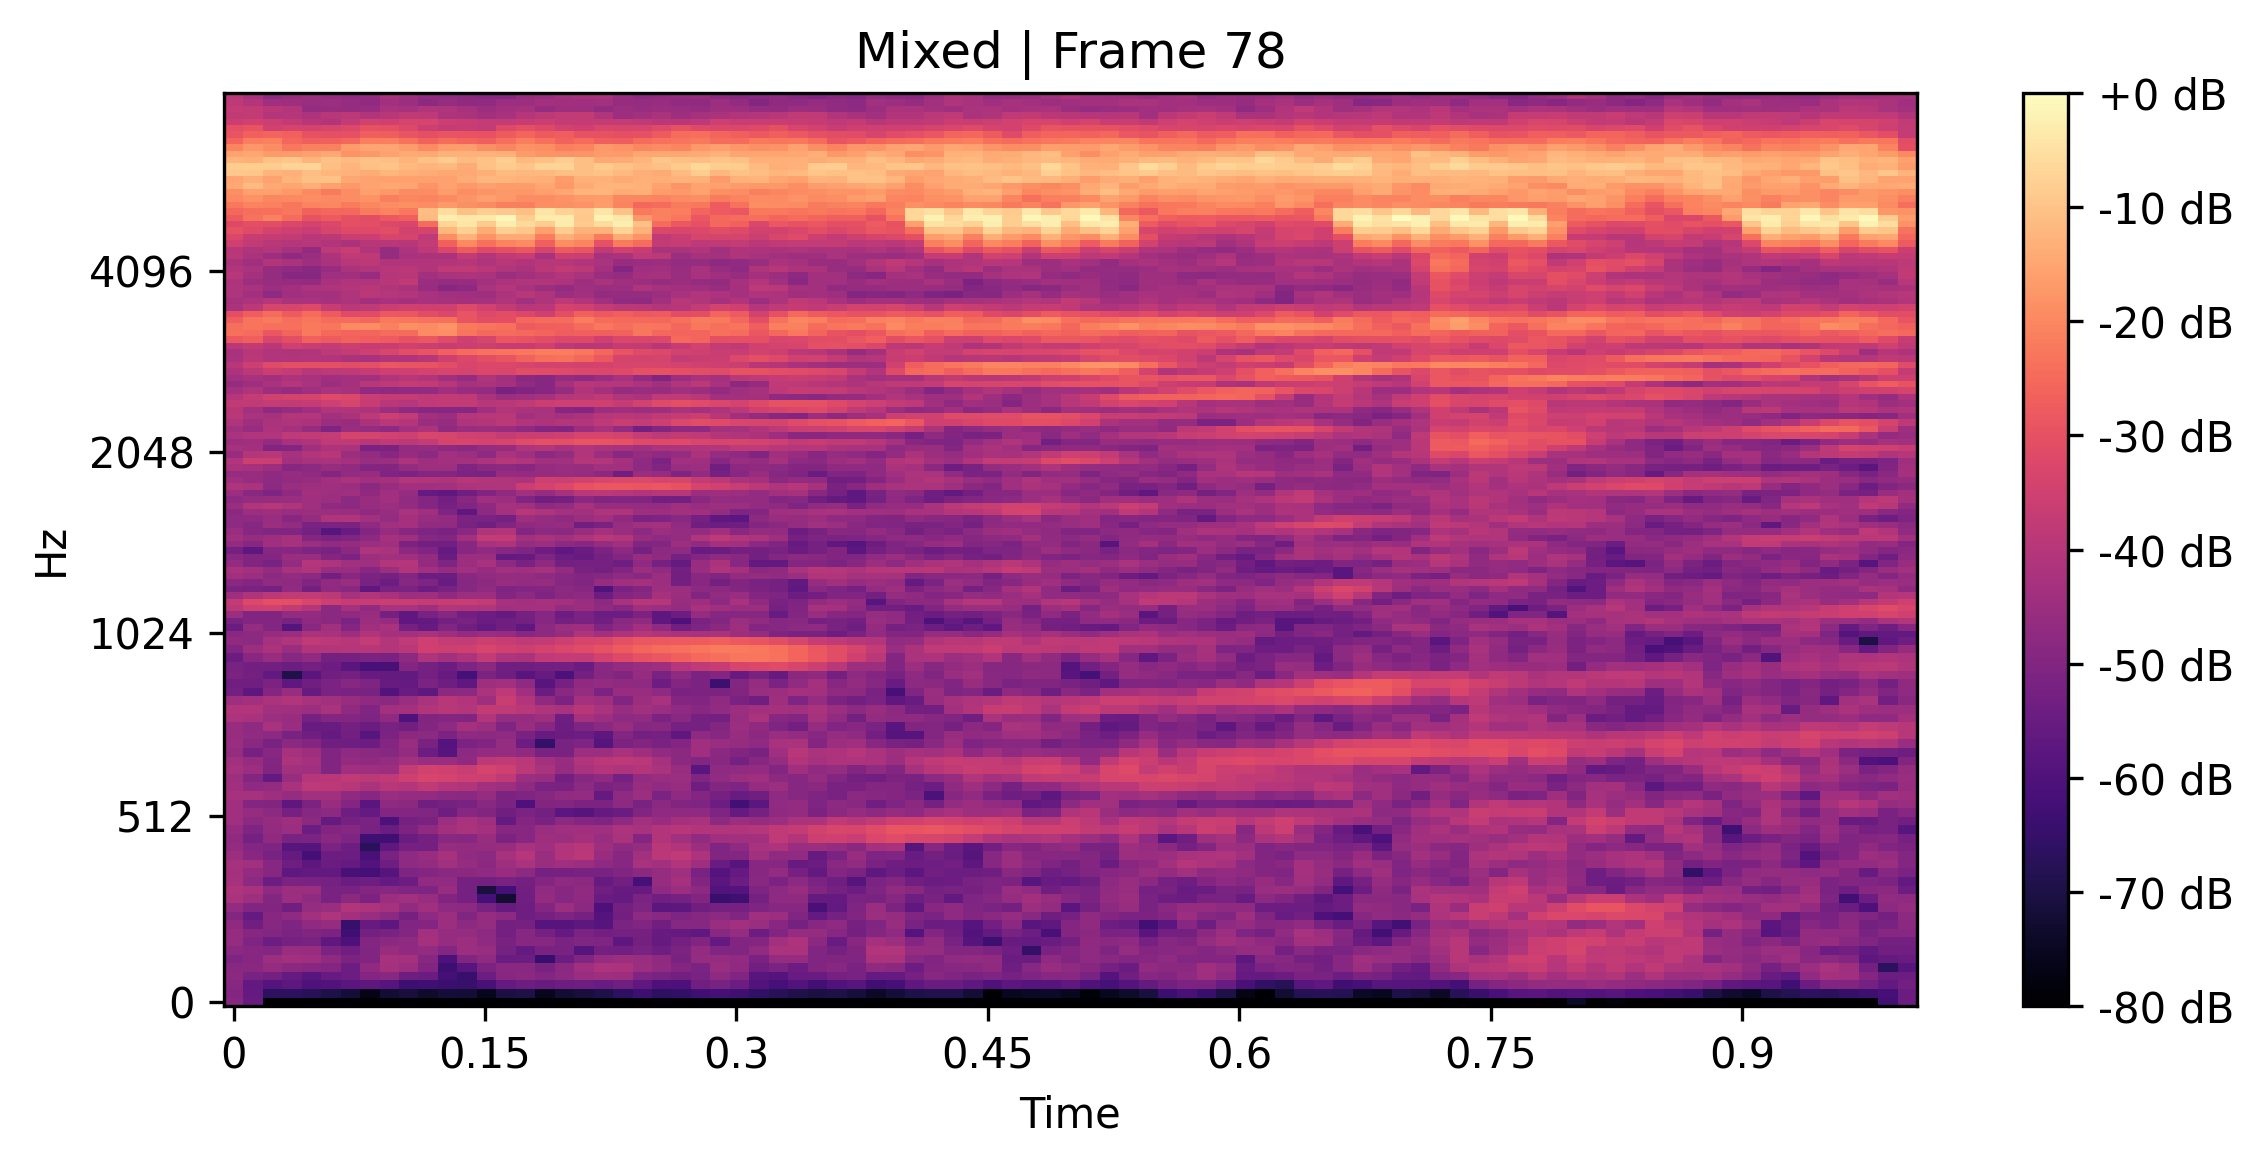 Mixed | Frame 78
+0 dB
-10 dB
-20 dB
-30 dB
-40 dB
-50 dB
-60 dB
-70 dB
-80 dB
Hz
4096
2048
1024
512
0
0 0.15 0.3 0.45 0.6 0.75 0.9
Time